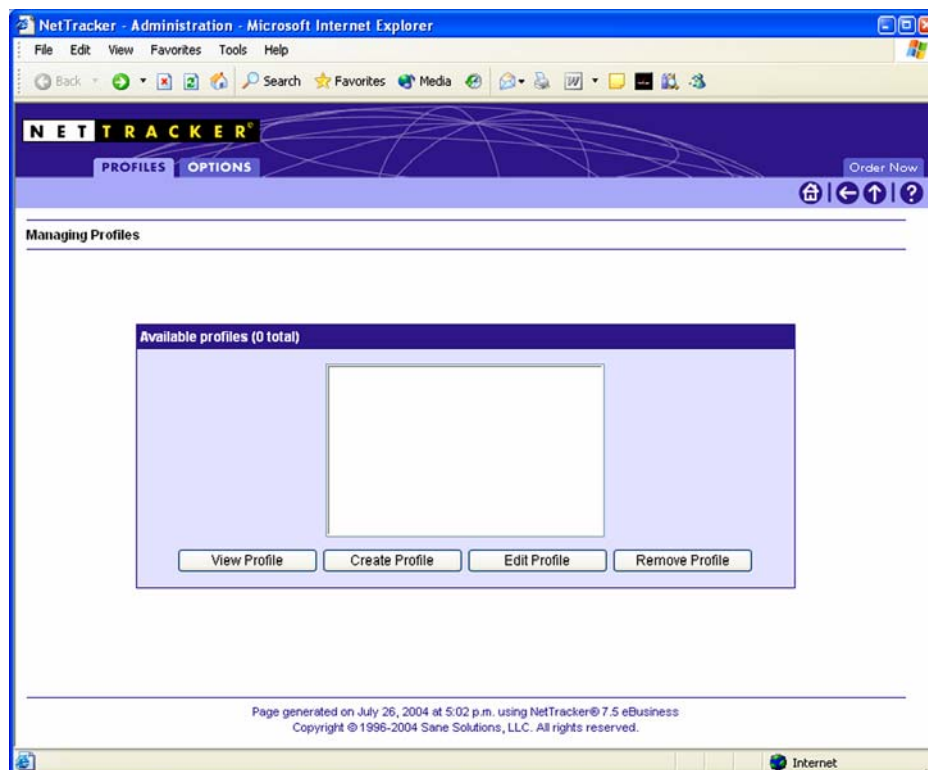 NetTracker - Administration - Microsoft Internet Explorer
File Edit View Favorites Tools Help
Back Search Favorites Media W
NETTRACKER®
PROFILES OPTIONS Order Now
?
Managing Profiles
Available profiles (0 total)
View Profile Create Profile Edit Profile Remove Profile
Page generated on July 26, 2004 at 5:02 p.m. using NetTracker® 7.5 eBusiness
Copyright © 1996-2004 Sane Solutions, LLC. All rights reserved.
Internet